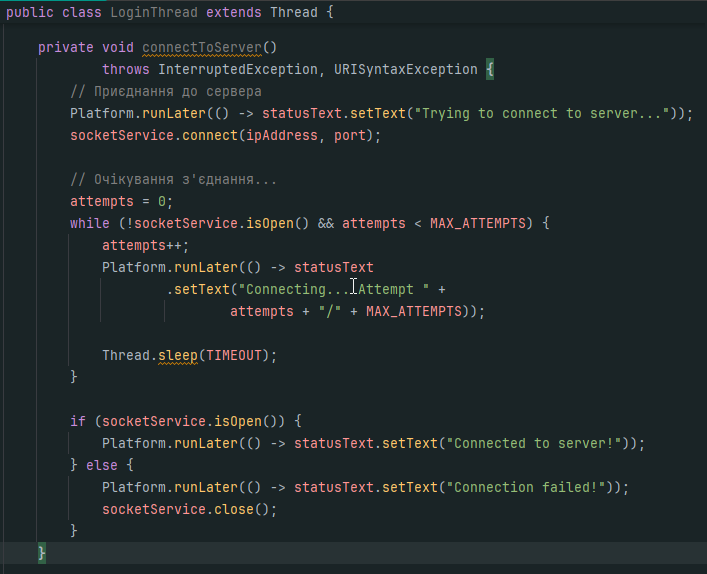 public class LoginThread extends Thread {
private void connectToServer()
throws InterruptedException, URISyntaxException {
// Приєднання до сервера
Platform.runLater(() -> statusText.setText("Trying to connect to server..."));
socketService.connect(ipAddress, port);
// Очікування з'єднання...
attempts = 0;
while (!socketService.isOpen() && attempts < MAX_ATTEMPTS) {
attempts++;
Platform.runLater(() -> statusText
.setText("Connecting... Attempt " +
attempts + "/" + MAX_ATTEMPTS));
Thread.sleep(TIMEOUT);
}
if (socketService.isOpen()) {
Platform.runLater(() -> statusText.setText("Connected to server!"));
} else {
Platform.runLater(() -> statusText.setText("Connection failed!"));
socketService.close();
}
}